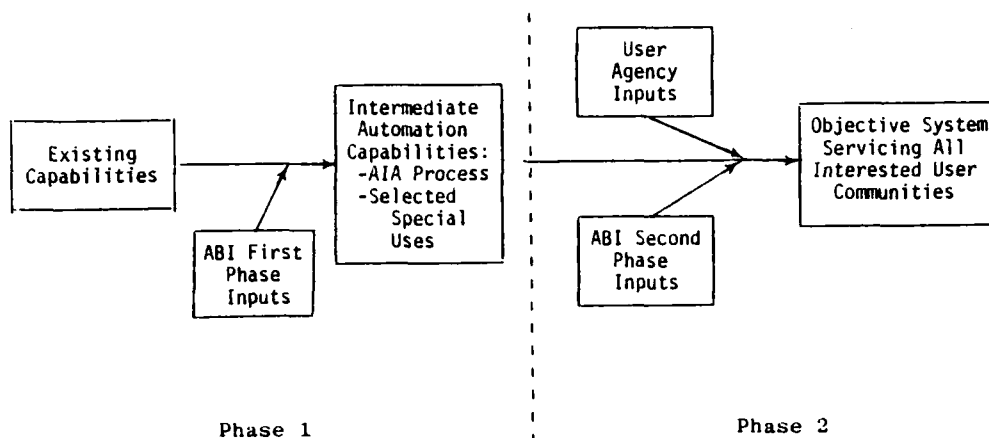 Existing
Capabilities
ABI First
Phase
Inputs
Intermediate
Automation
Capabilities:
-AIA Process
-Selected
Special
Uses
Phase 1
User
Agency
Inputs
ABI Second
Phase
Inputs
Objective System
Servicing All
Interested User
Communities
Phase 2